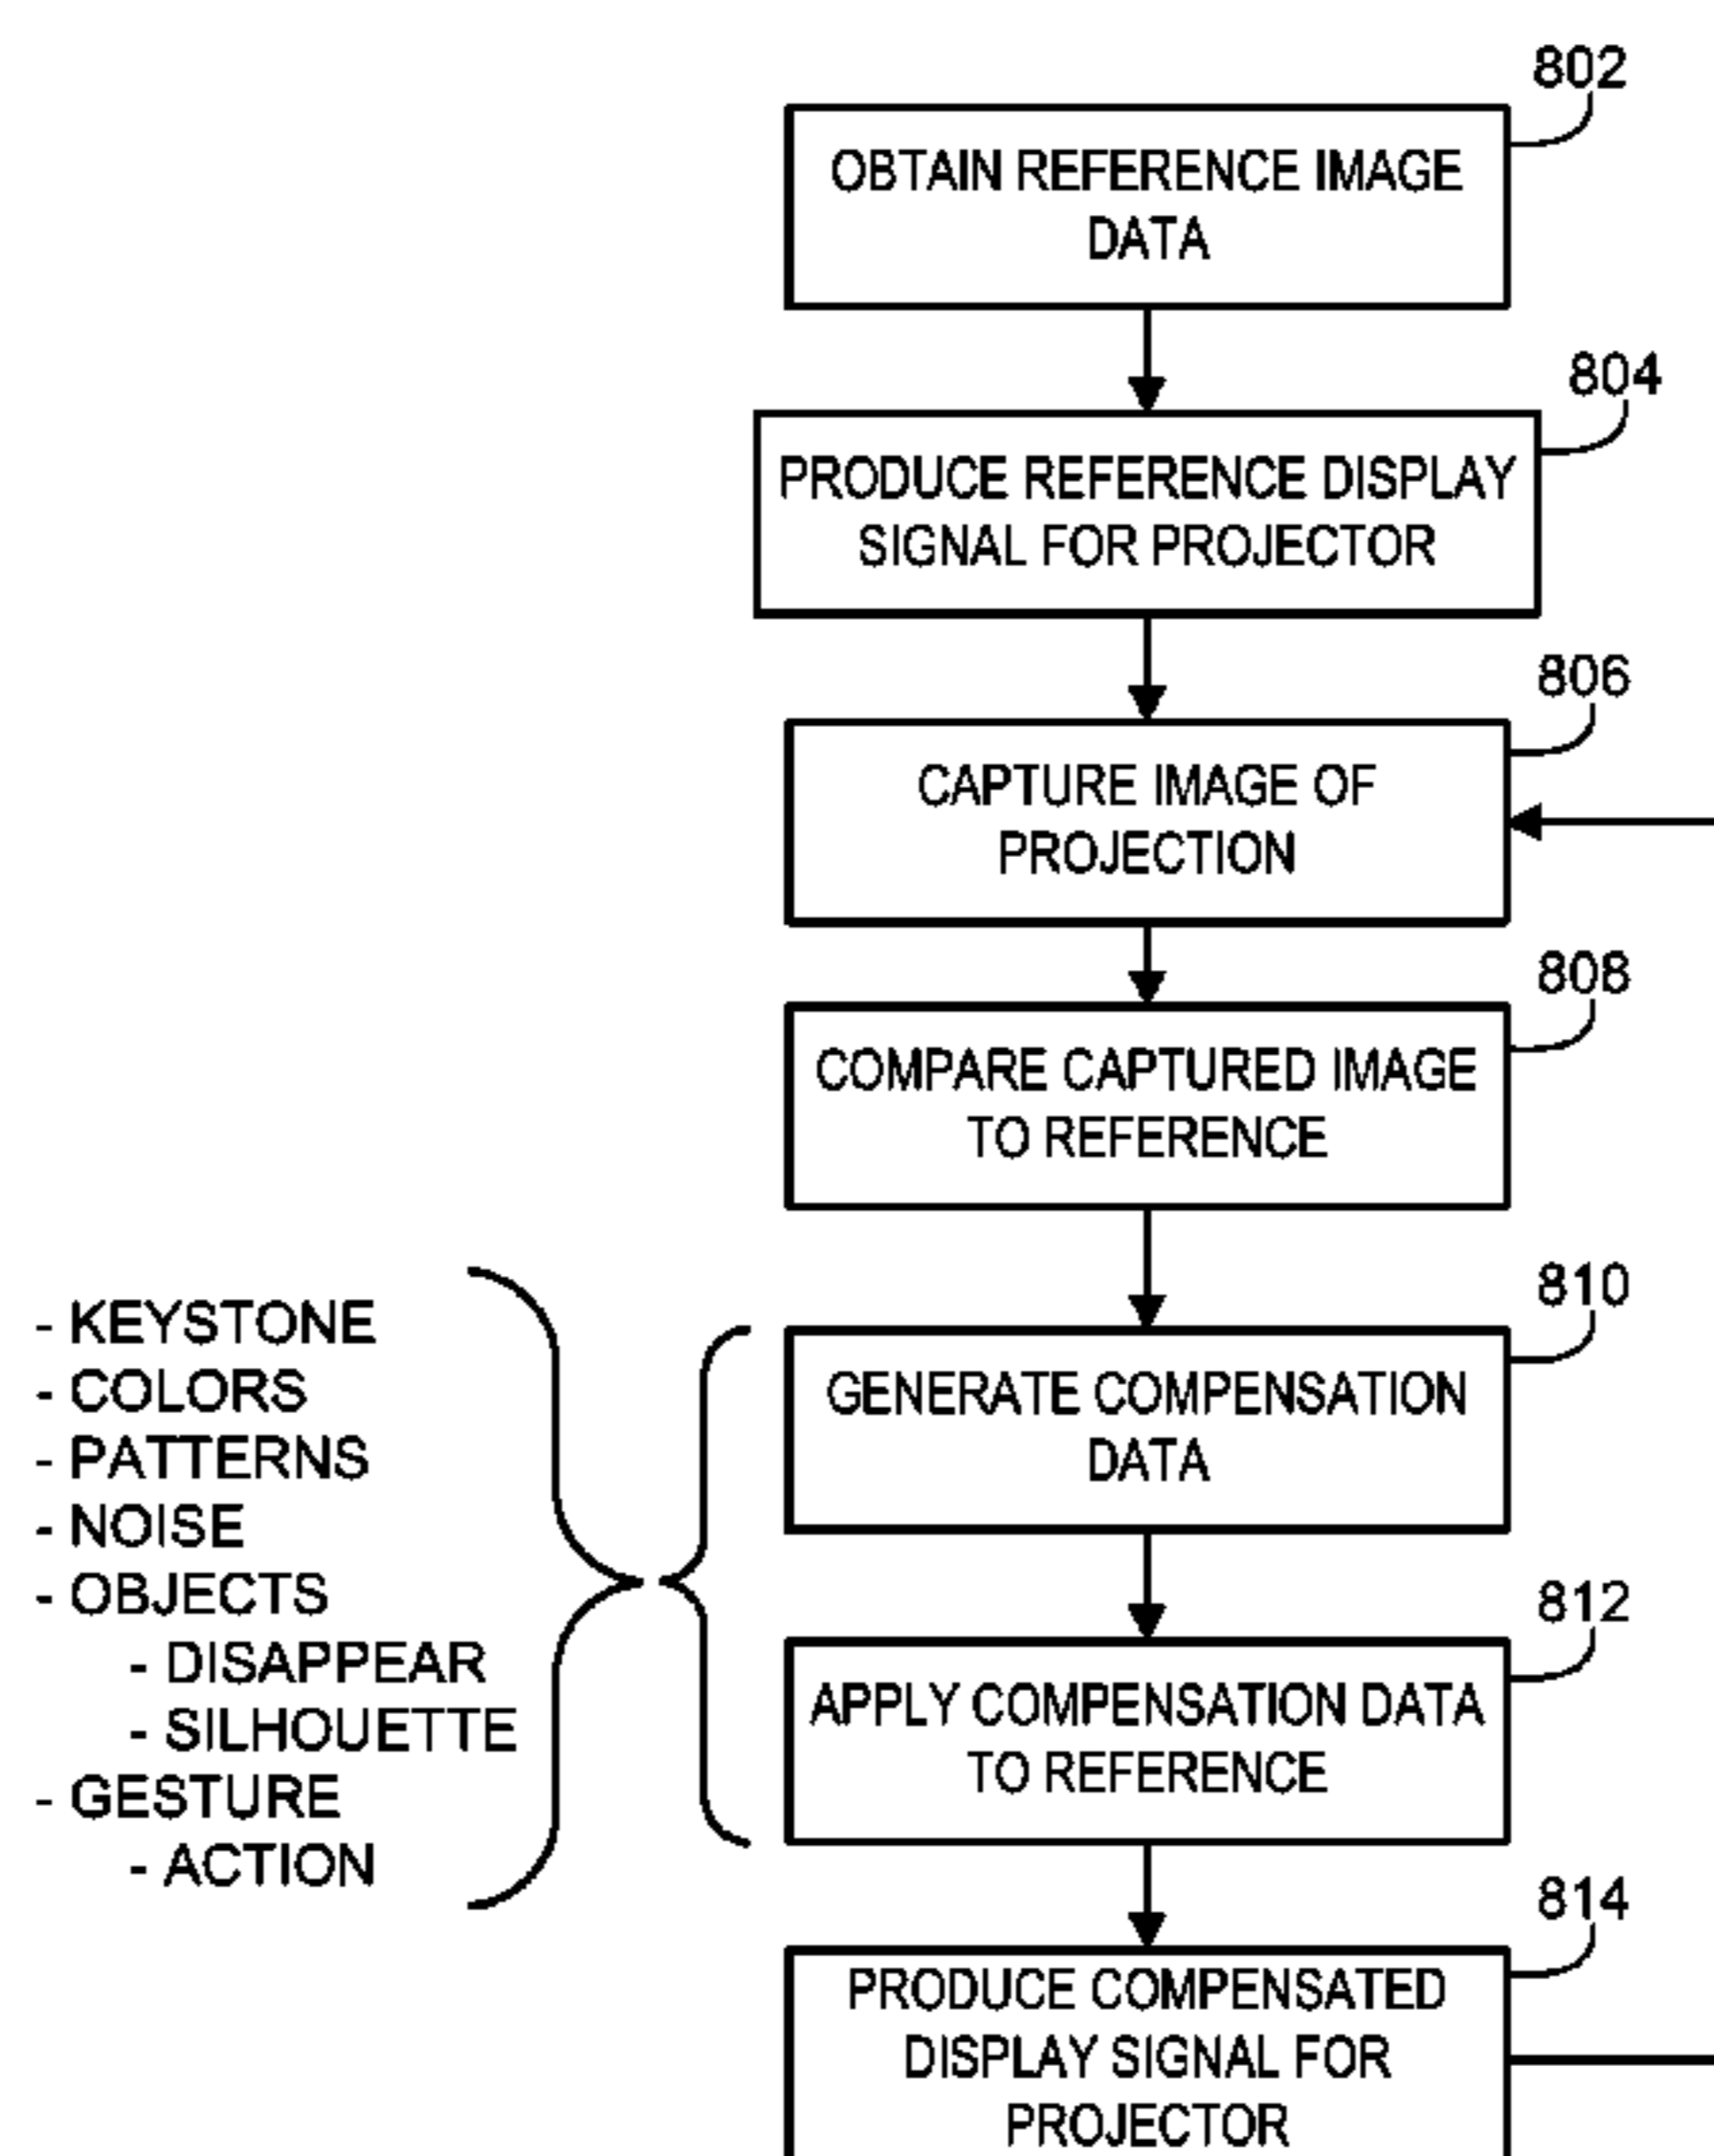 802
OBTAIN REFERENCE IMAGE
DATA
804
PRODUCE REFERENCE DISPLAY
SIGNAL FOR PROJECTOR
806
CAPTURE IMAGE OF
PROJECTION
808
COMPARE CAPTURED IMAGE
TO REFERENCE
810
GENERATE COMPENSATION
DATA
- KEYSTONE
- COLORS
- PATTERNS
- NOISE
- OBJECTS
- DISAPPEAR
- SILHOUETTE
- GESTURE
- ACTION
812
APPLY COMPENSATION DATA
TO REFERENCE
814
PRODUCE COMPENSATED
DISPLAY SIGNAL FOR
PROJECTOR